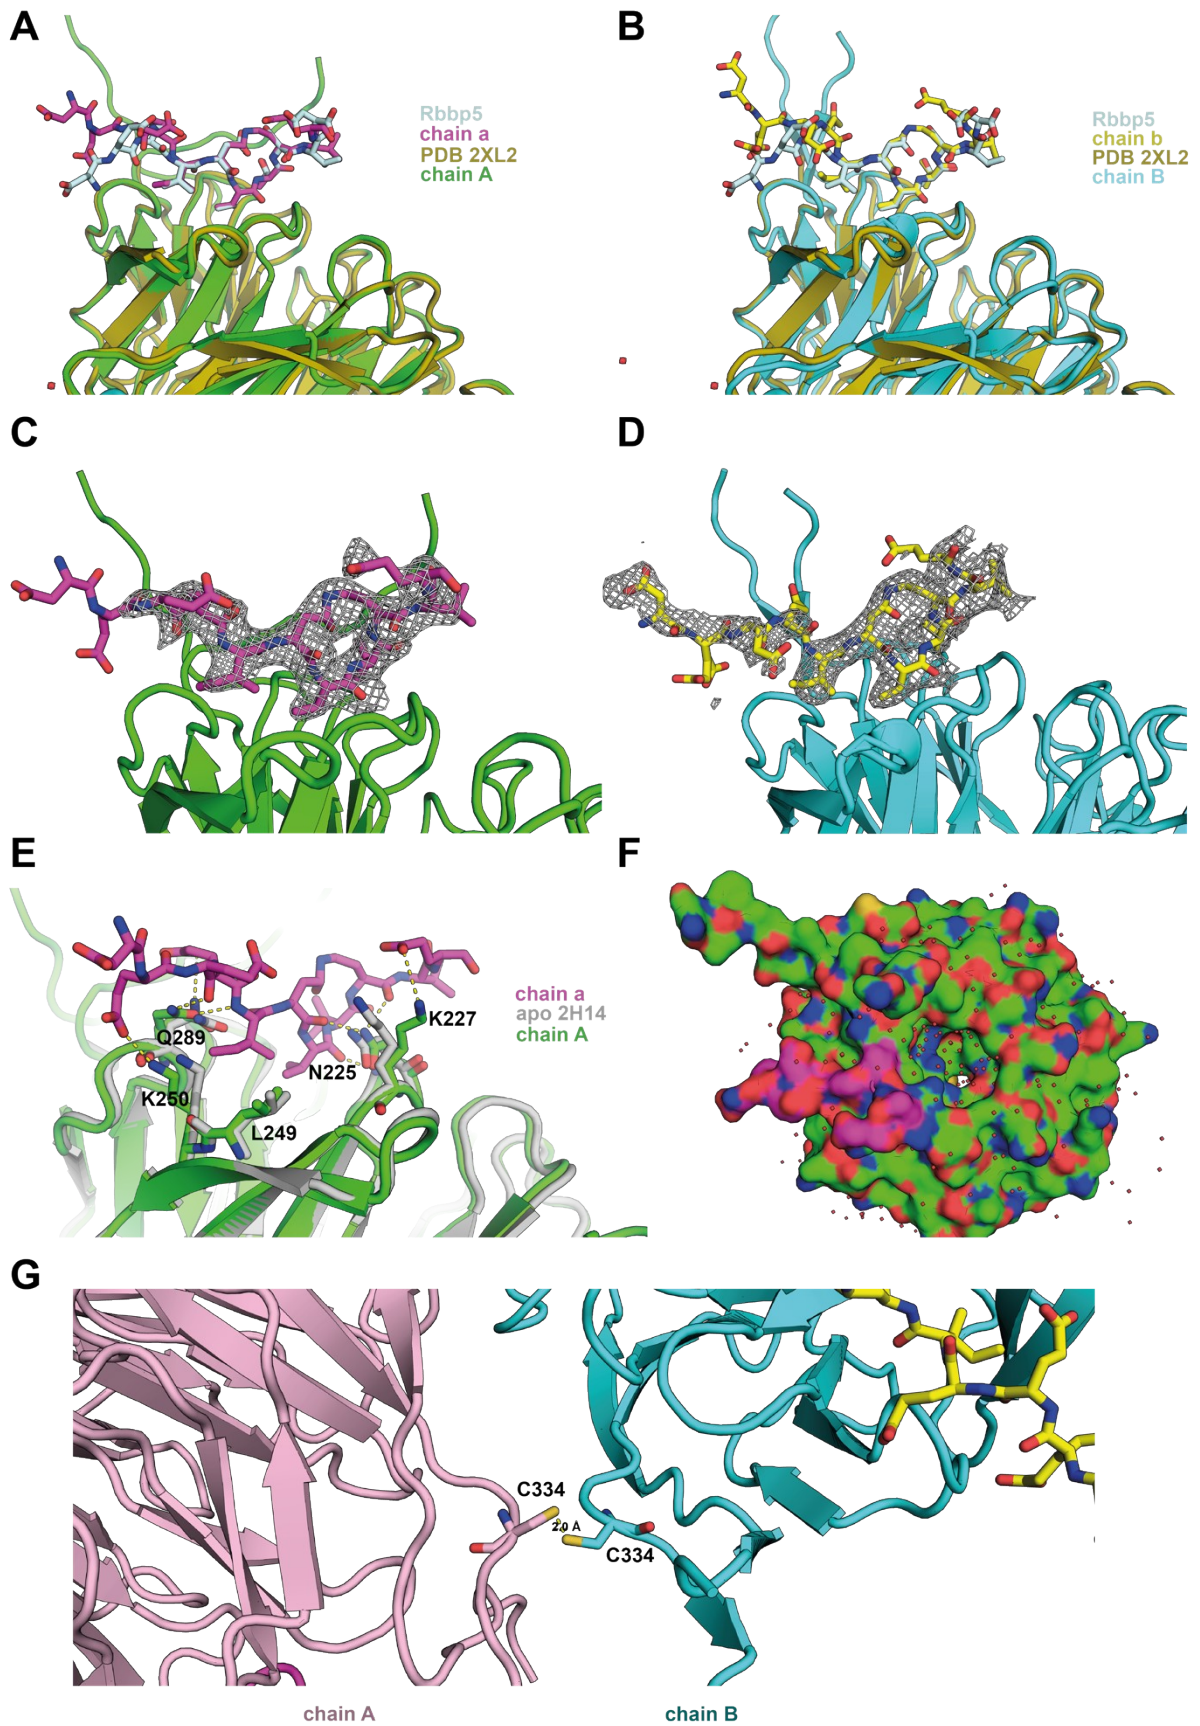 A
B
Rbbp5
chain a
PDB 2XL2
chain A
Rbbp5
chain b
PDB 2XL2
chain B
C
D
E
F
chain a
apo 2H14
chain A
K227
Q289
N225
K250
L249
G
C334
2.0 Å
C334
chain A
chain B